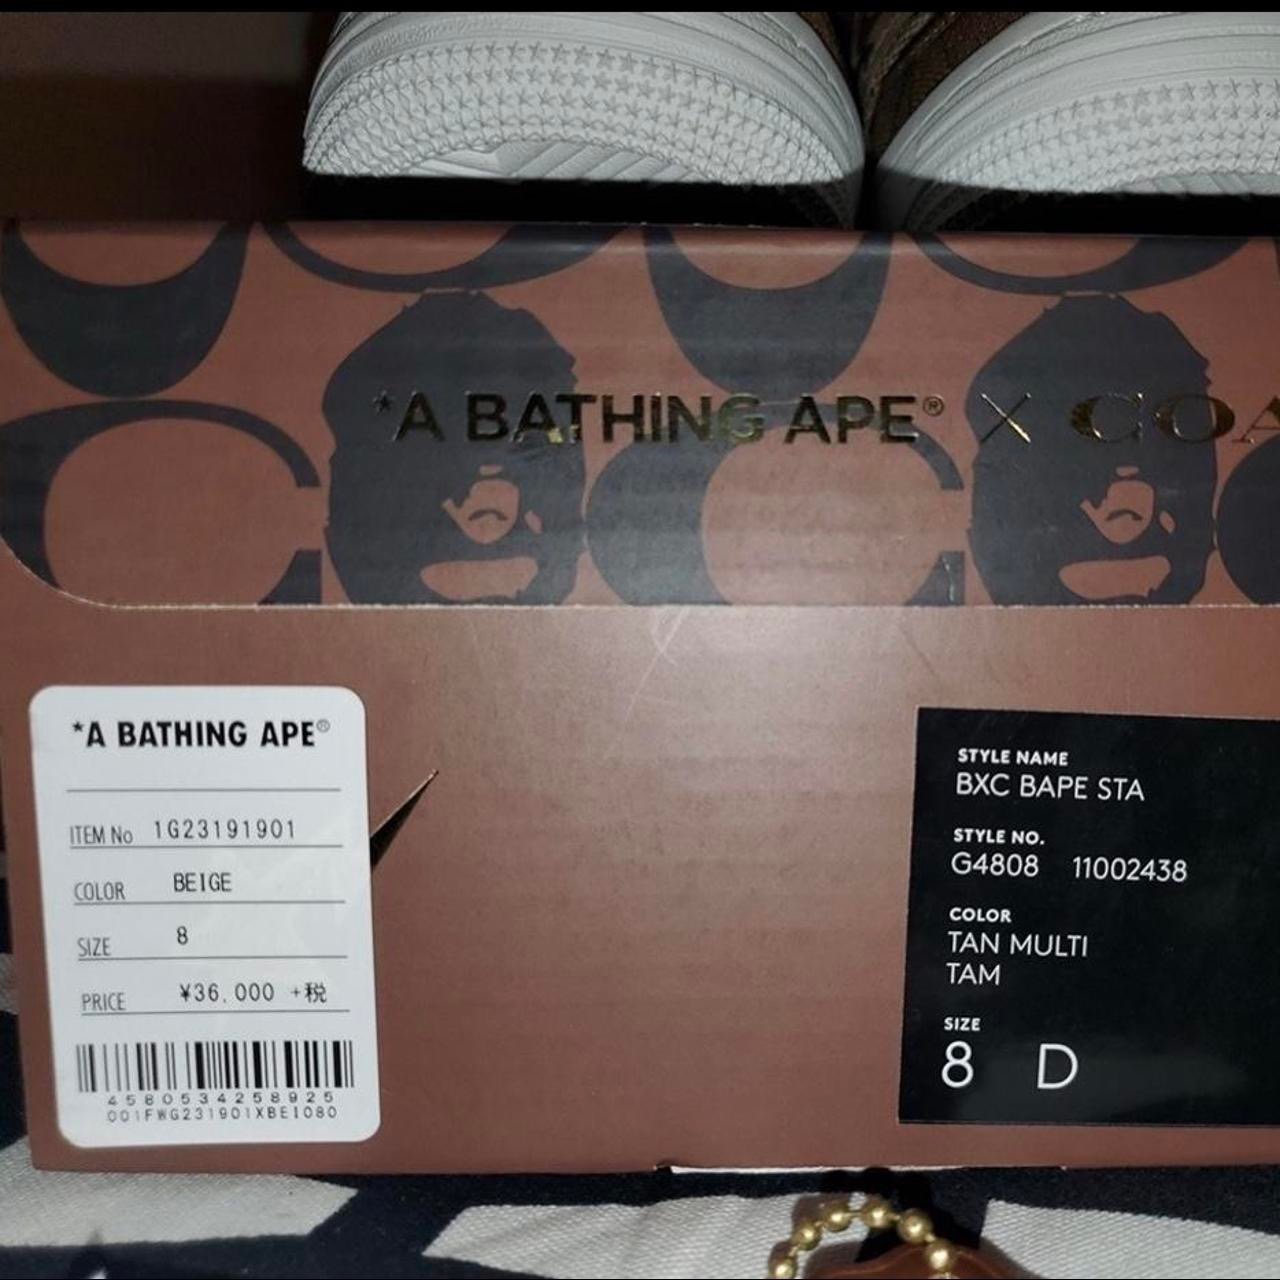 *A BATHING APE® X COA
*A BATHING APE®
ITEM No 1G23191901
COLOR BEIGE
SIZE 8
PRICE ¥36,000 +税
4580534258925
001FWG231901XBEI080
STYLE NAME
BXC BAPE STA
STYLE NO.
G4808 11002438
COLOR
TAN MULTI
TAM
SIZE
8 D